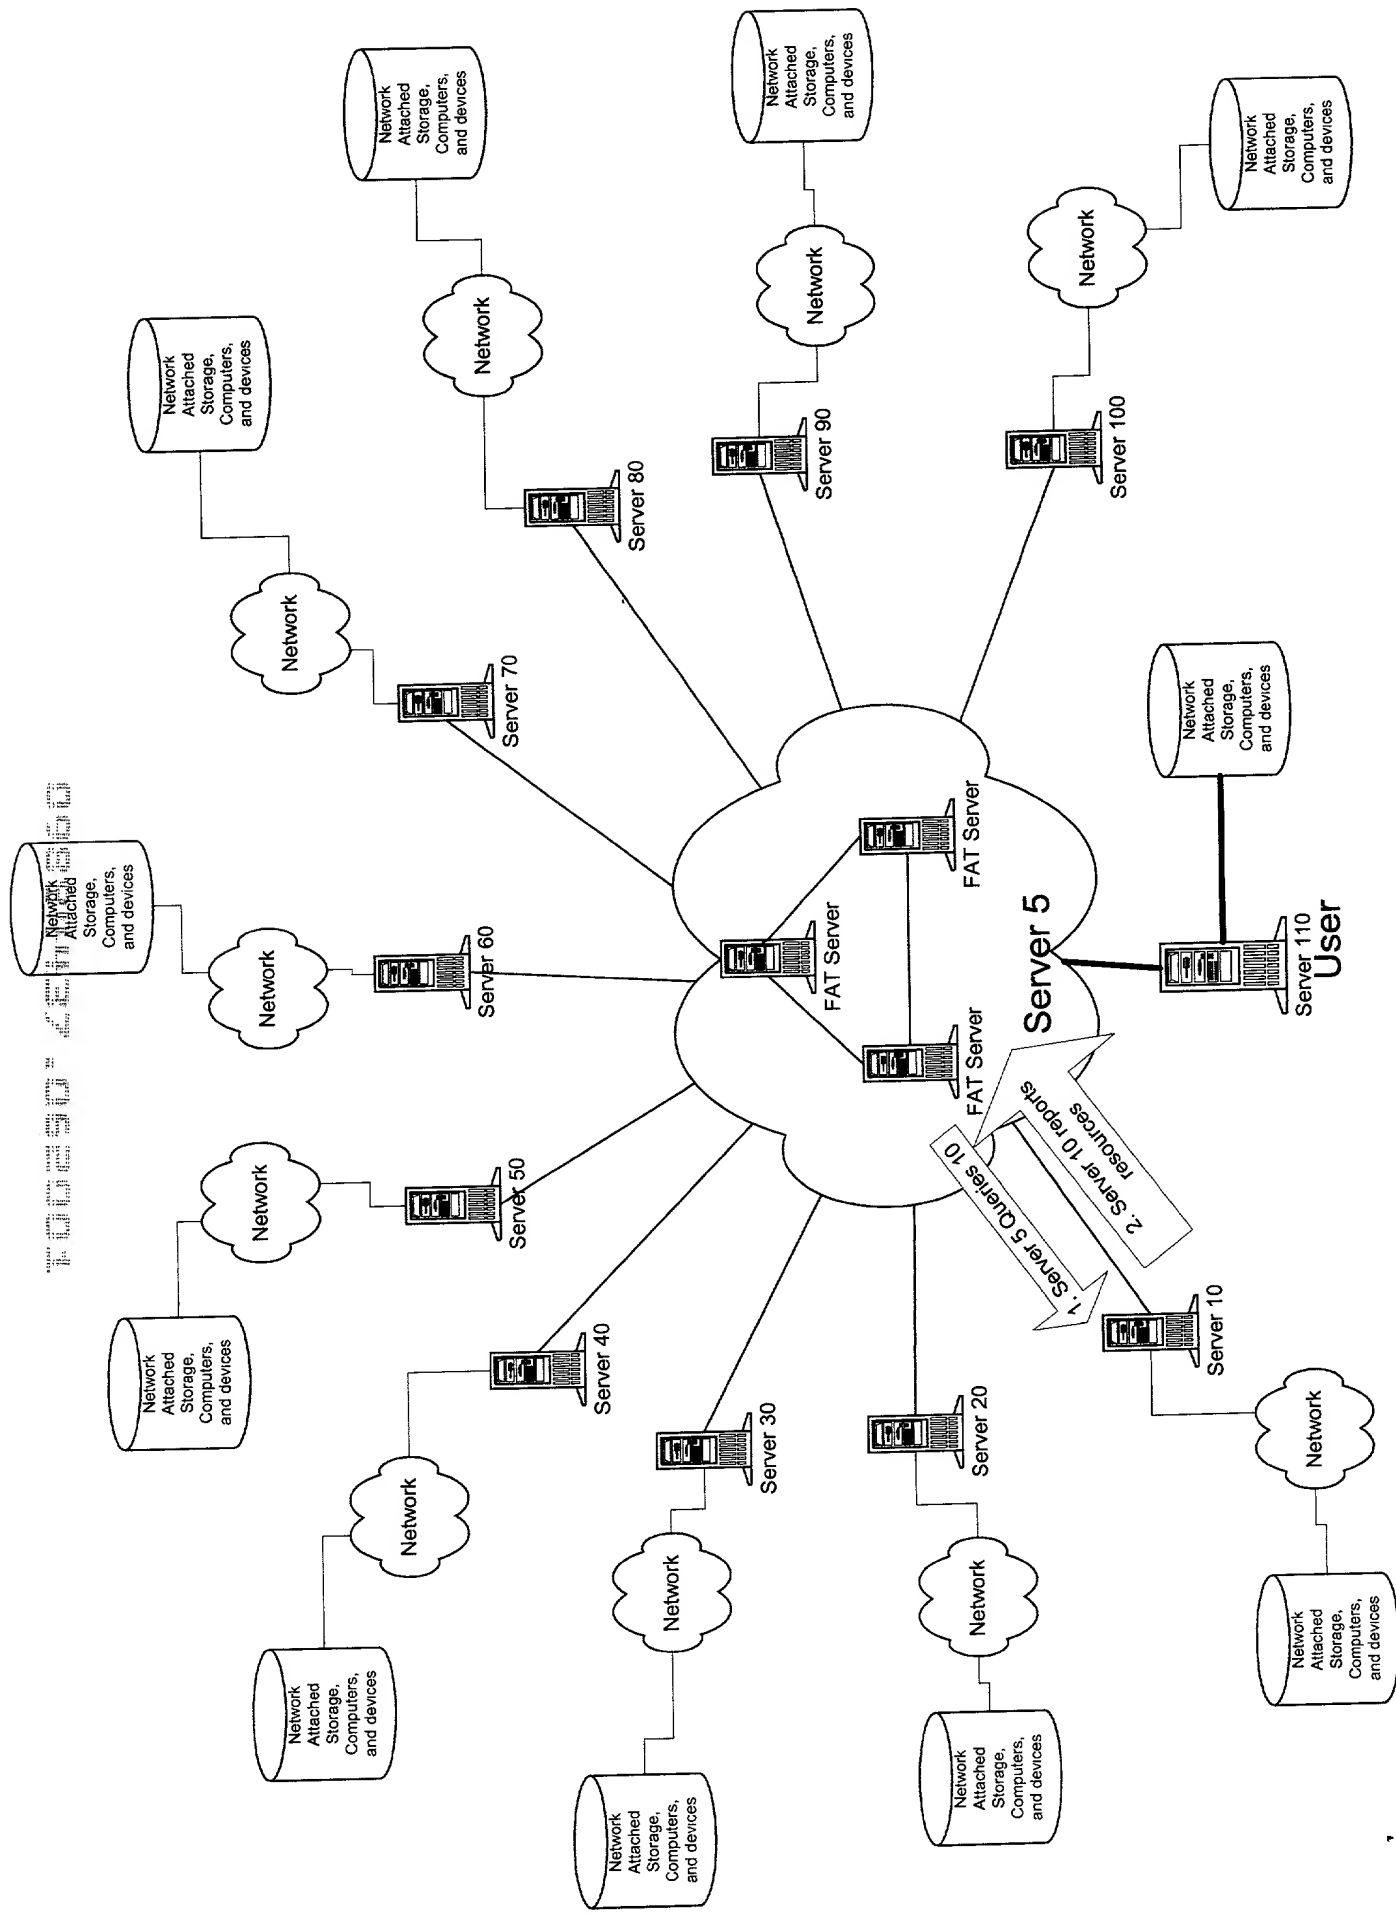 Network
Attached
Storage,
Computers,
and devices
Network
Attached
Storage,
Computers,
and devices
Network
Attached
Storage,
Computers,
and devices
Network
Network
Network
Network
Attached
Storage,
Computers,
and devices
Network
Attached
Storage,
Computers,
and devices
Network
Network
Server 60
Server 50
Server 70
Server 40
Server 80
Network
Attached
Storage,
Computers,
and devices
Network
Server 30
Network
Attached
Storage,
Computers,
and devices
Network
Server 90
FAT Server
Network
Attached
Storage,
Computers,
and devices
Network
Server 20
FAT Server
FAT Server
Server 5
1. Server 5 Queries 10
2. Server 10 reports
resources
Network
Server 100
Network
Attached
Storage,
Computers,
and devices
Network
Attached
Storage,
Computers,
and devices
Server 10
Network
Server 110
User
Network
Attached
Storage,
Computers,
and devices